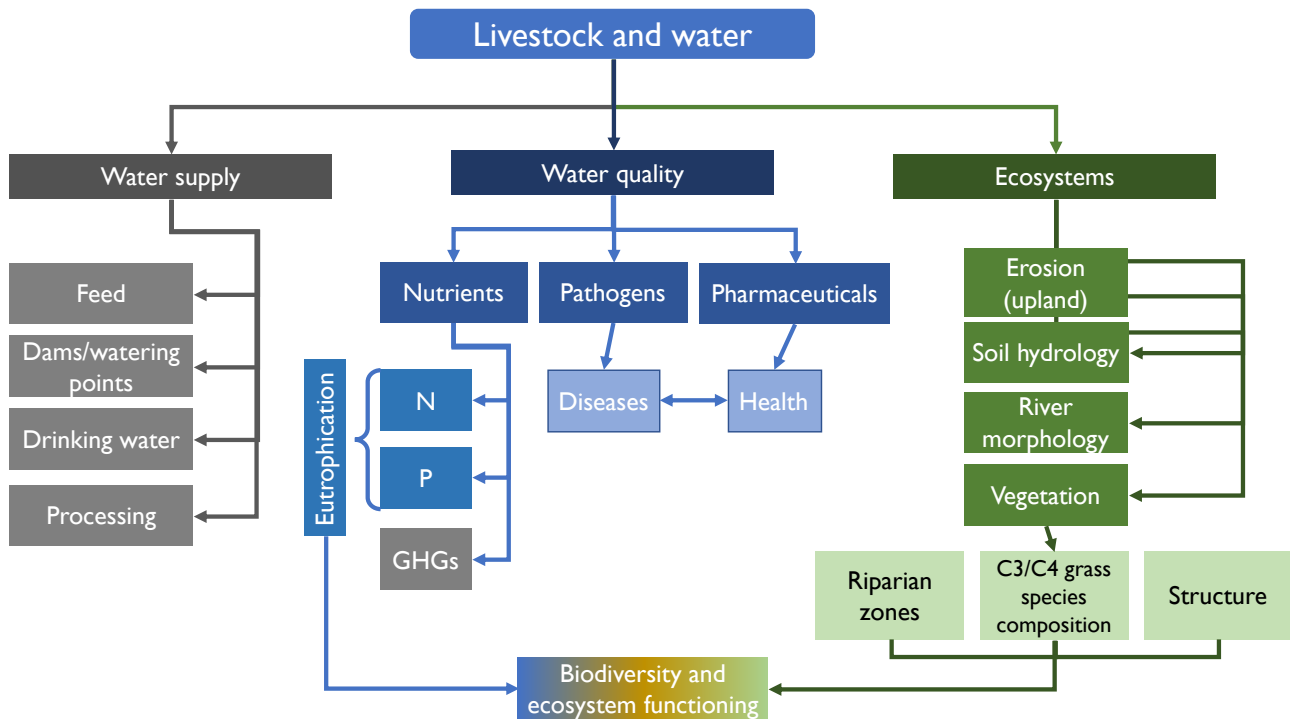 Livestock and water
Water supply
Water quality
Ecosystems
Feed
Dams/watering
points
Drinking water
Processing
Nutrients
Pathogens
Pharmaceuticals
Eutrophication
N
P
GHGs
Diseases
Health
Erosion
(upland)
Soil hydrology
River
morphology
Vegetation
Riparian
zones
C3/C4 grass
species
composition
Structure
Biodiversity and
ecosystem functioning